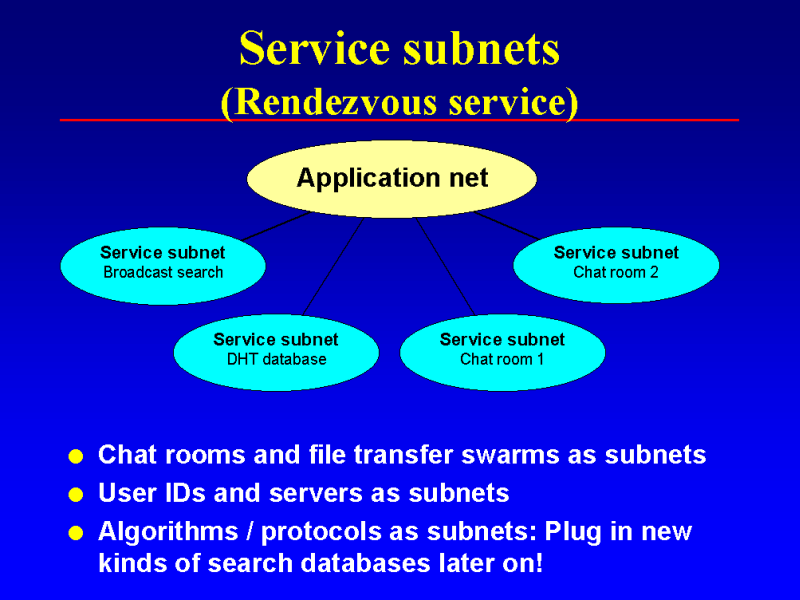 Service subnets
(Rendezvous service)
Application net
Service subnet
Broadcast search
Service subnet
Chat room 2
Service subnet
DHT database
Service subnet
Chat room 1
Chat rooms and file transfer swarms as subnets
User IDs and servers as subnets
Algorithms / protocols as subnets: Plug in new
kinds of search databases later on!